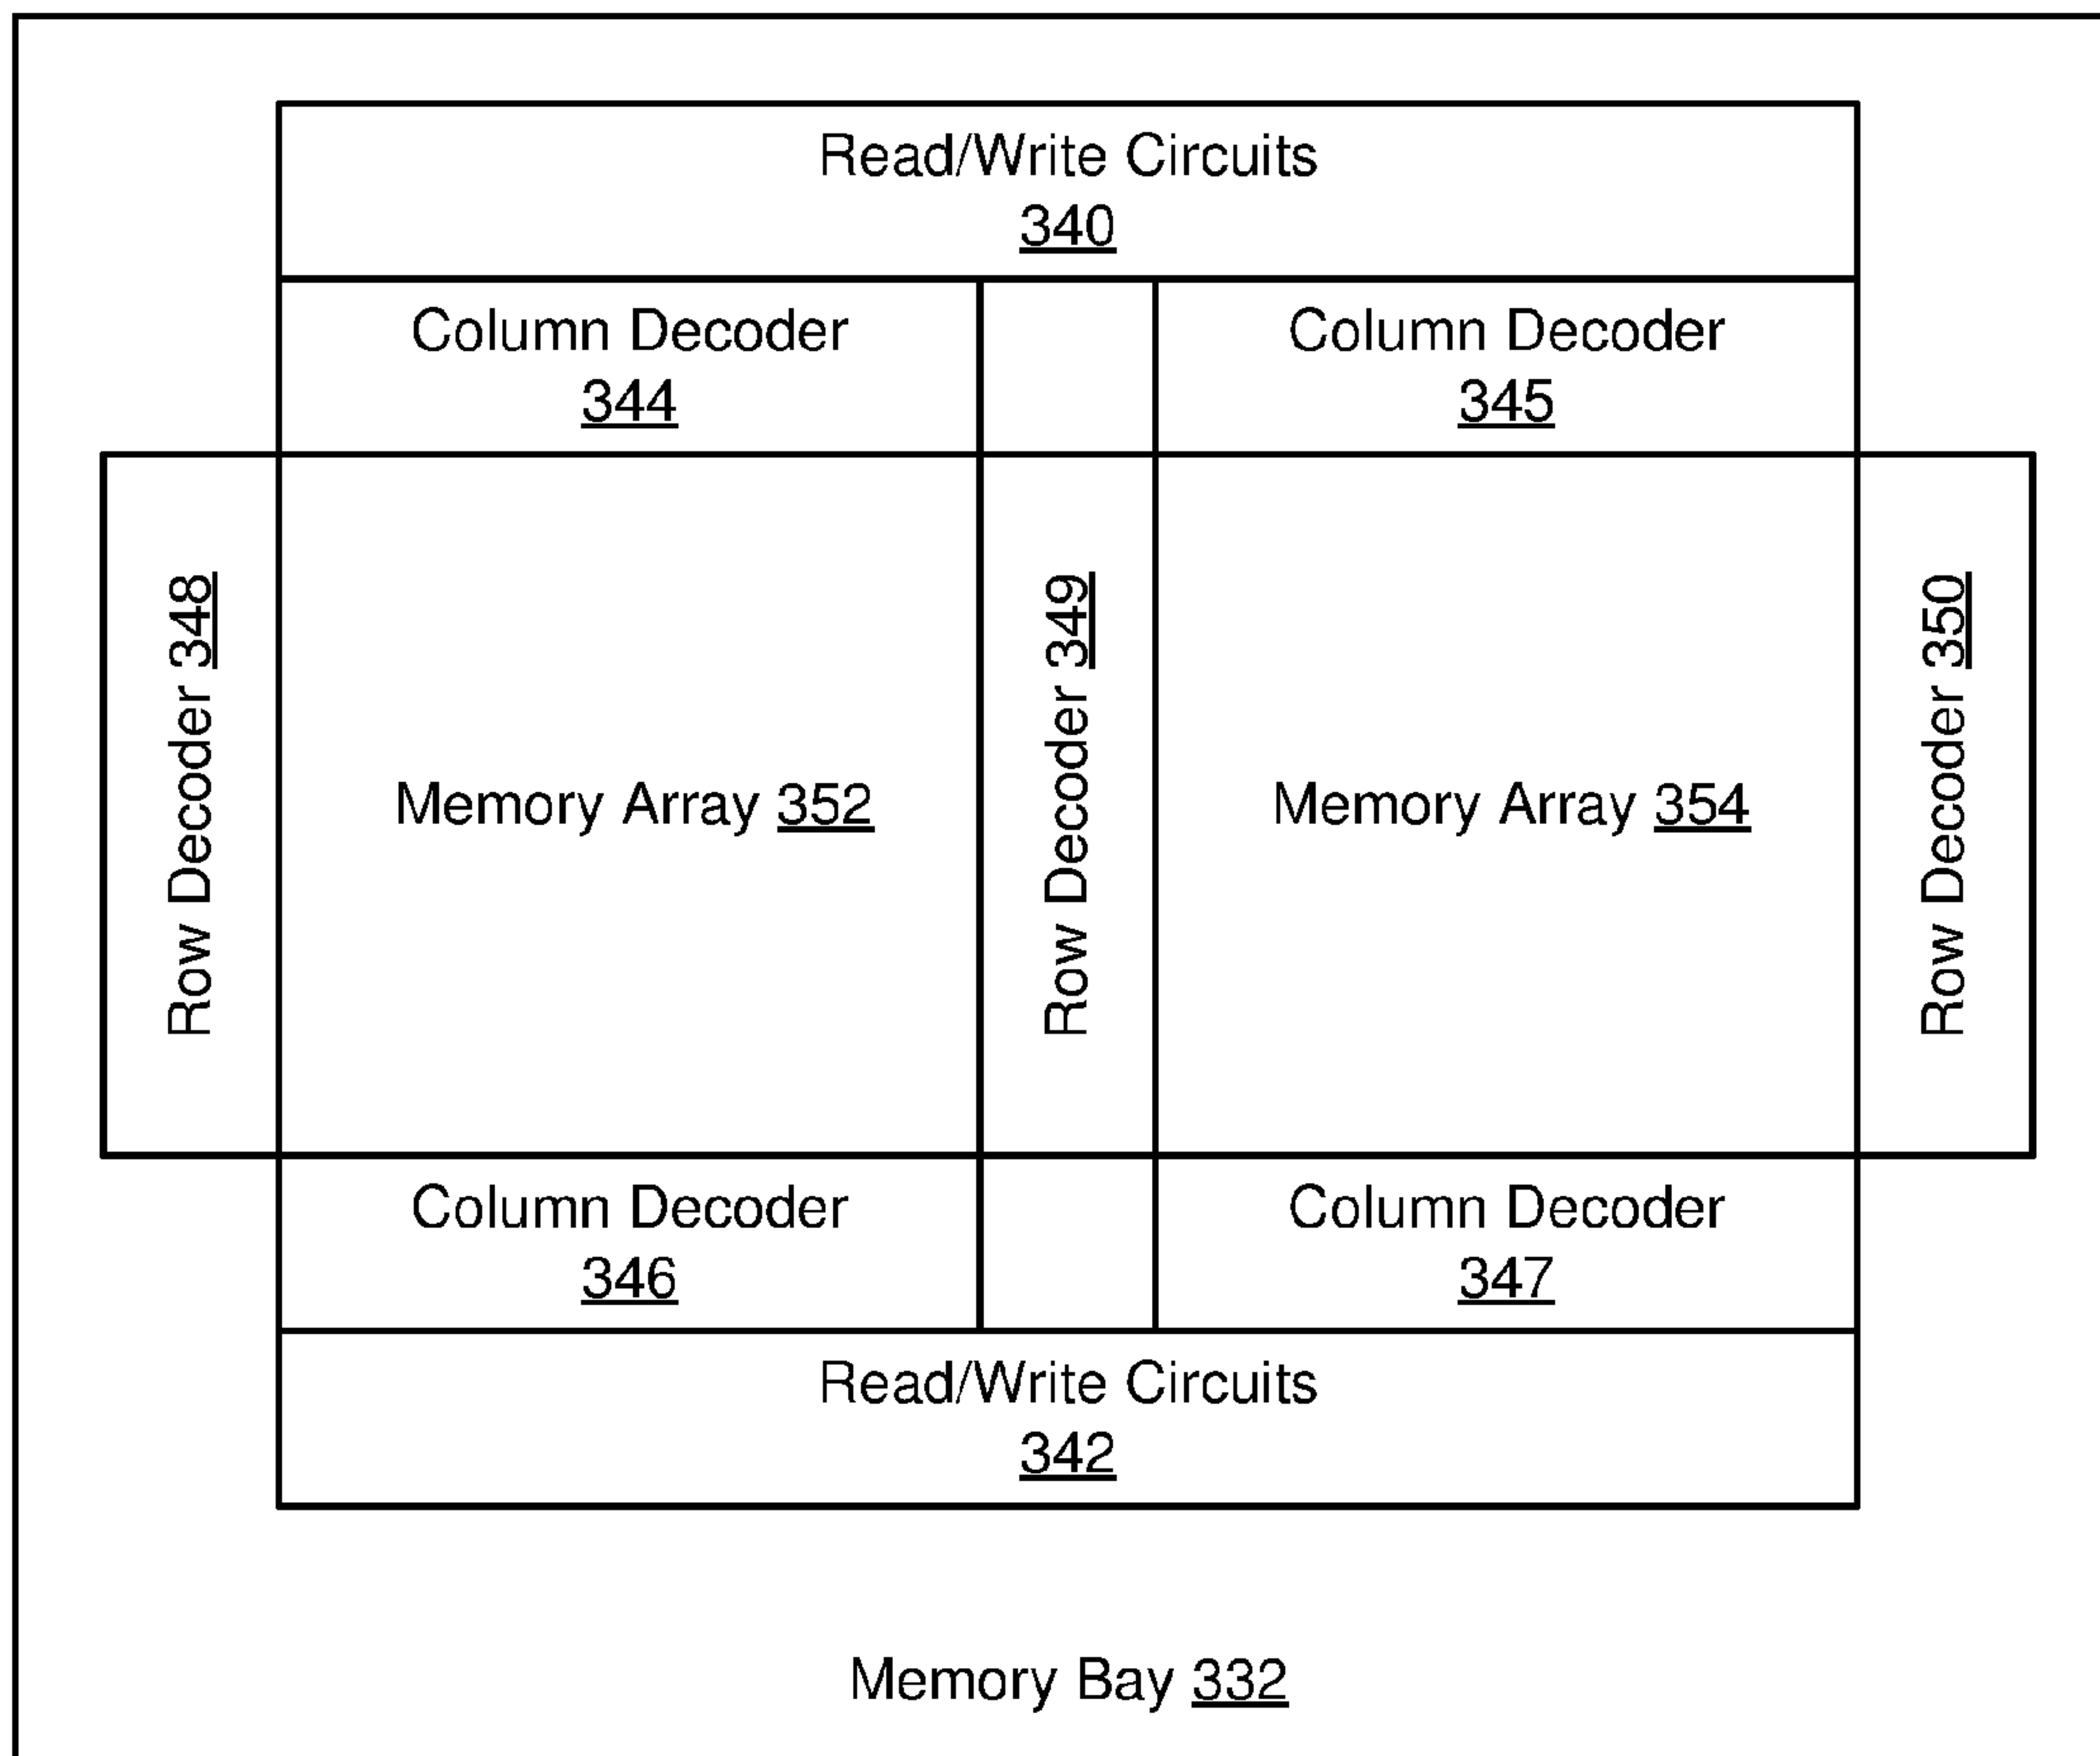 Read/Write Circuits
340
Column Decoder
344
Column Decoder
345
Row Decoder 348
Memory Array 352
Row Decoder 349
Memory Array 354
Row Decoder 350
Column Decoder
346
Column Decoder
347
Read/Write Circuits
342
Memory Bay 332